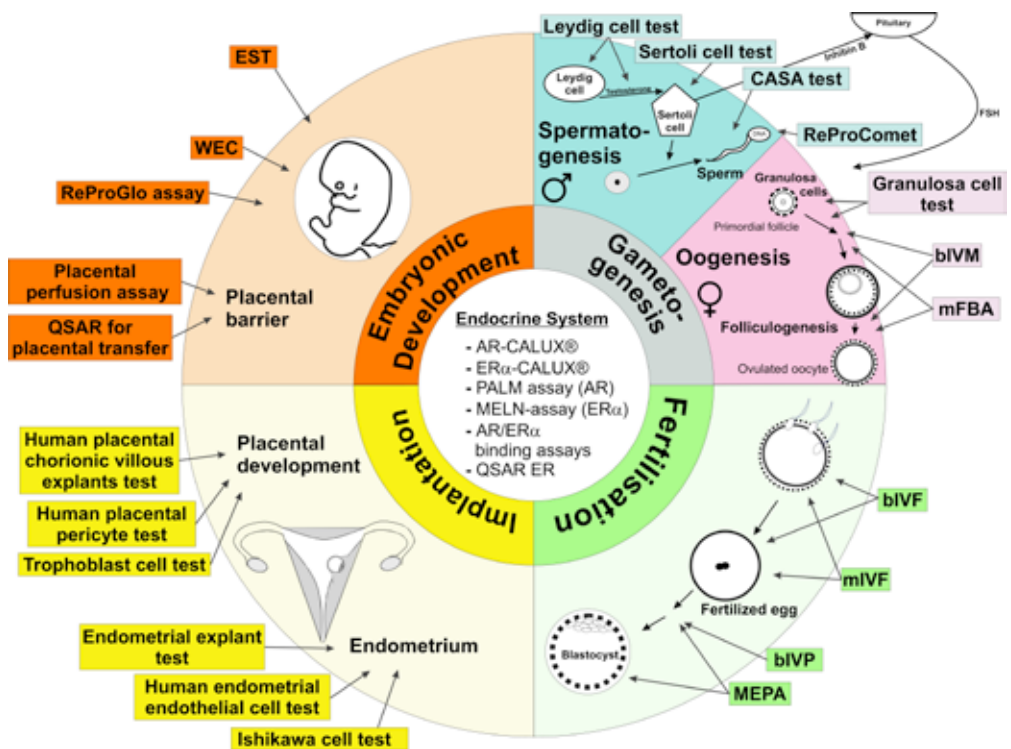 Leydig cell test
Pituitary
Sertoli cell test
Inhibin B
EST
CASA test
Leydig
cell
Testosterone
Sertoli
cell
FSH
DNA
ReProComet
Spermato-
genesis
♂
Sperm
WEC
Granulosa
cells
Granulosa cell
test
ReProGlo assay
Primordial follicle
bIVM
Oogenesis
♀
Placental
perfusion assay
Placental
barrier
mFBA
Folliculogenesis
QSAR for
placental transfer
Ovulated oocyte
Embryonic
Development
Gameto-
genesis
Endocrine System
- AR-CALUX®
- ERα-CALUX®
- PALM assay (AR)
- MELN-assay (ERα)
- AR/ERα
binding assays
- QSAR ER
Implantation
Fertilisation
Human placental
chorionic villous
explants test
Placental
development
Human placental
pericyte test
Trophoblast cell test
bIVF
mIVF
Fertilized egg
Endometrial explant
test
Endometrium
Blastocyst
bIVP
MEPA
Human endometrial
endothelial cell test
Ishikawa cell test